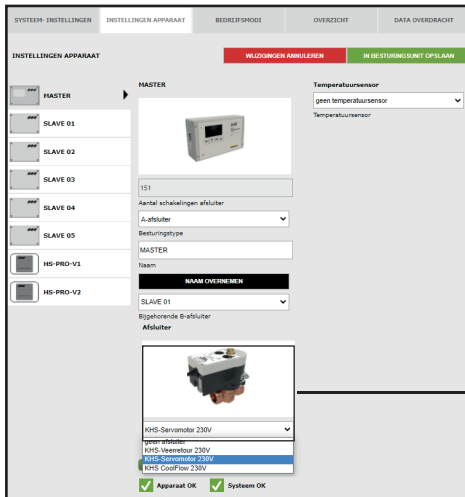 SYSTEEM- INSTELLINGEN
INSTELLINGEN APPARAAT
BEDRIJFSMODI
OVERZICHT
DATA OVERDRACHT
INSTELLINGEN APPARAAT
WIJZIGINGEN ANNULEREN
IN BESTURINGSUNIT OPSLAAN
MASTER
SLAVE 01
SLAVE 02
SLAVE 03
SLAVE 04
SLAVE 05
HS-PRO-V1
HS-PRO-V2
MASTER
151
Aantal schakelingen afsluiter
A-afsluiter
Besturingstype
MASTER
Naam
NAAM OVERNEMEN
SLAVE 01
Bijgehorende B-afsluiter
Afsluiter
KHS-Servomotor 230V
geen afsluiter
KHS-Veerretour 230V
KHS-Servomotor 230V
KHS CoolFlow 230V
Apparaat OK
Systeem OK
Temperatuursensor
geen temperatuursensor
Temperatuursensor